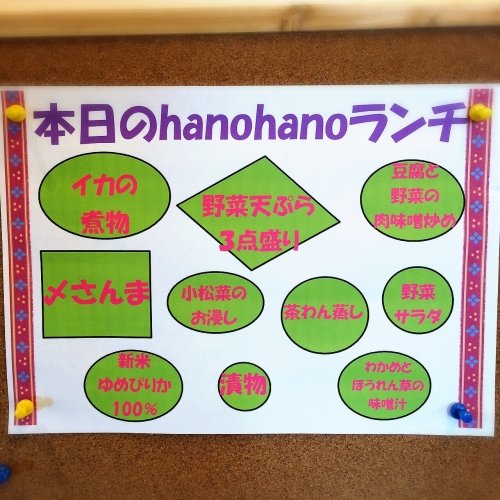 本日のhanohanoランチ
イカの
煮物
野菜天ぷら
3点盛り
豆腐と
野菜の
肉味噌炒め
〆さんま
小松菜の
お浸し
茶わん蒸し
野菜
サラダ
新米
ゆめぴりか
100%
漬物
わかめと
ほうれん草の
味噌汁